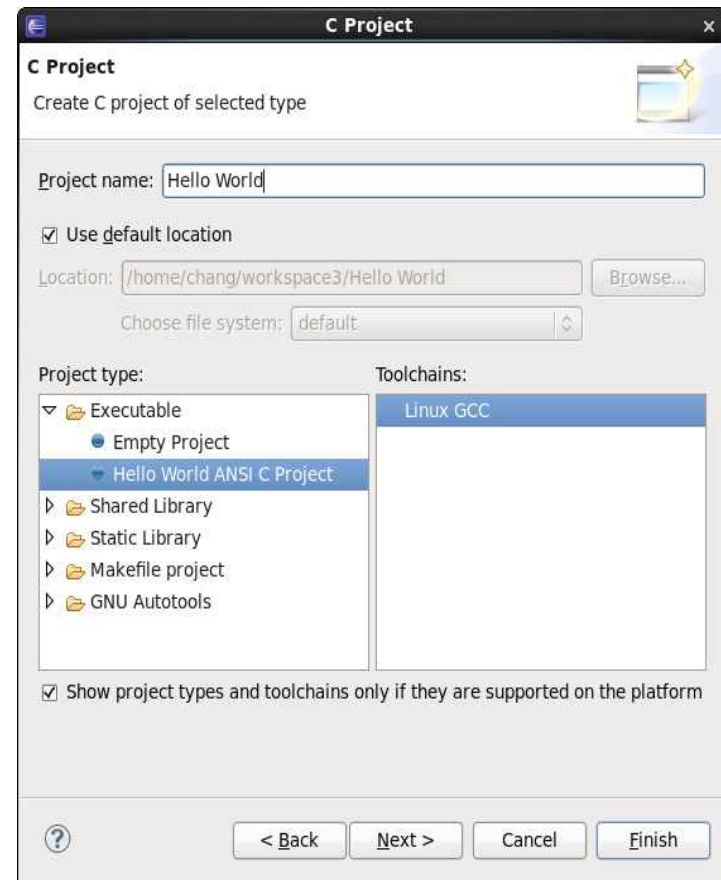 C Project
C Project
Create C project of selected type
Project name: Hello World
Use default location
Location: /home/chang/workspace3/Hello World Browse...
Choose file system: default
Project type: Toolchains:
Executable Linux GCC
Empty Project
Hello World ANSI C Project
Shared Library
Static Library
Makefile project
GNU Autotools
Show project types and toolchains only if they are supported on the platform
? < Back Next > Cancel Finish